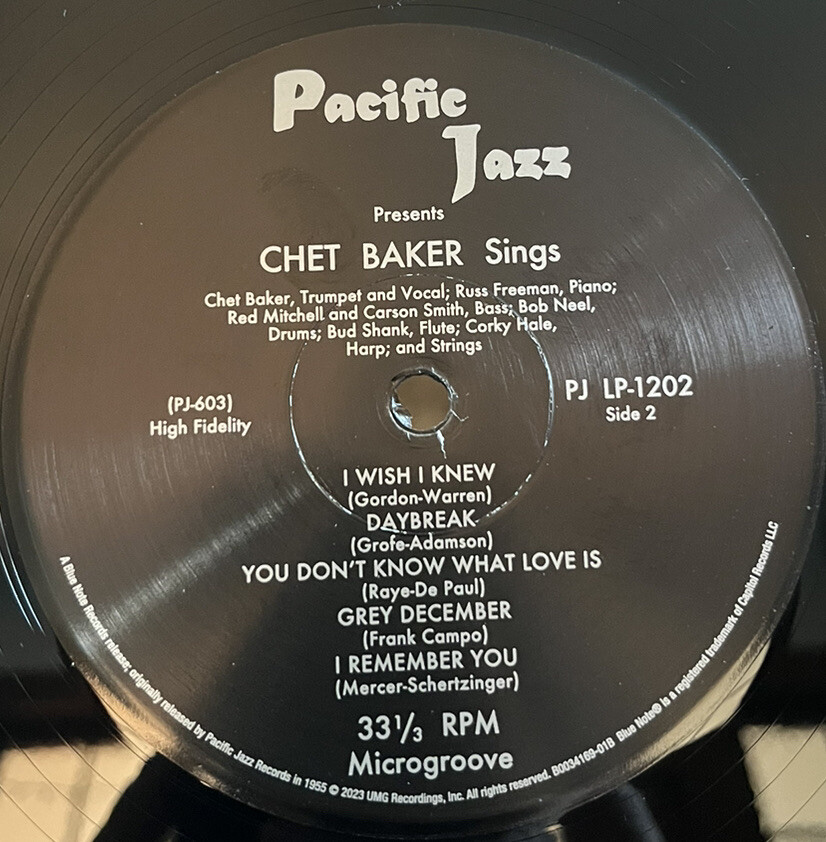 Pacific
Jazz
Presents
CHET BAKER Sings
Chet Baker, Trumpet and Vocal; Russ Freeman, Piano;
Red Mitchell and Carson Smith, Bass; Bob Neel,
Drums; Bud Shank, Flute; Corky Hale,
Harp; and Strings
(PJ-603)
High Fidelity
PJ LP-1202
Side 2
I WISH I KNEW
(Gordon-Warren)
DAYBREAK
(Grofe-Adamson)
YOU DON'T KNOW WHAT LOVE IS
(Raye-De Paul)
GREY DECEMBER
(Frank Campo)
I REMEMBER YOU
(Mercer-Schertzinger)
33 1/3 RPM
Microgroove
A Blue Note Records release; originally released by Pacific Jazz Records in 1955 © 2023 UMG Recordings, Inc. All rights reserved. B0034169-01B Blue Note® is a registered trademark of Capitol Records LLC